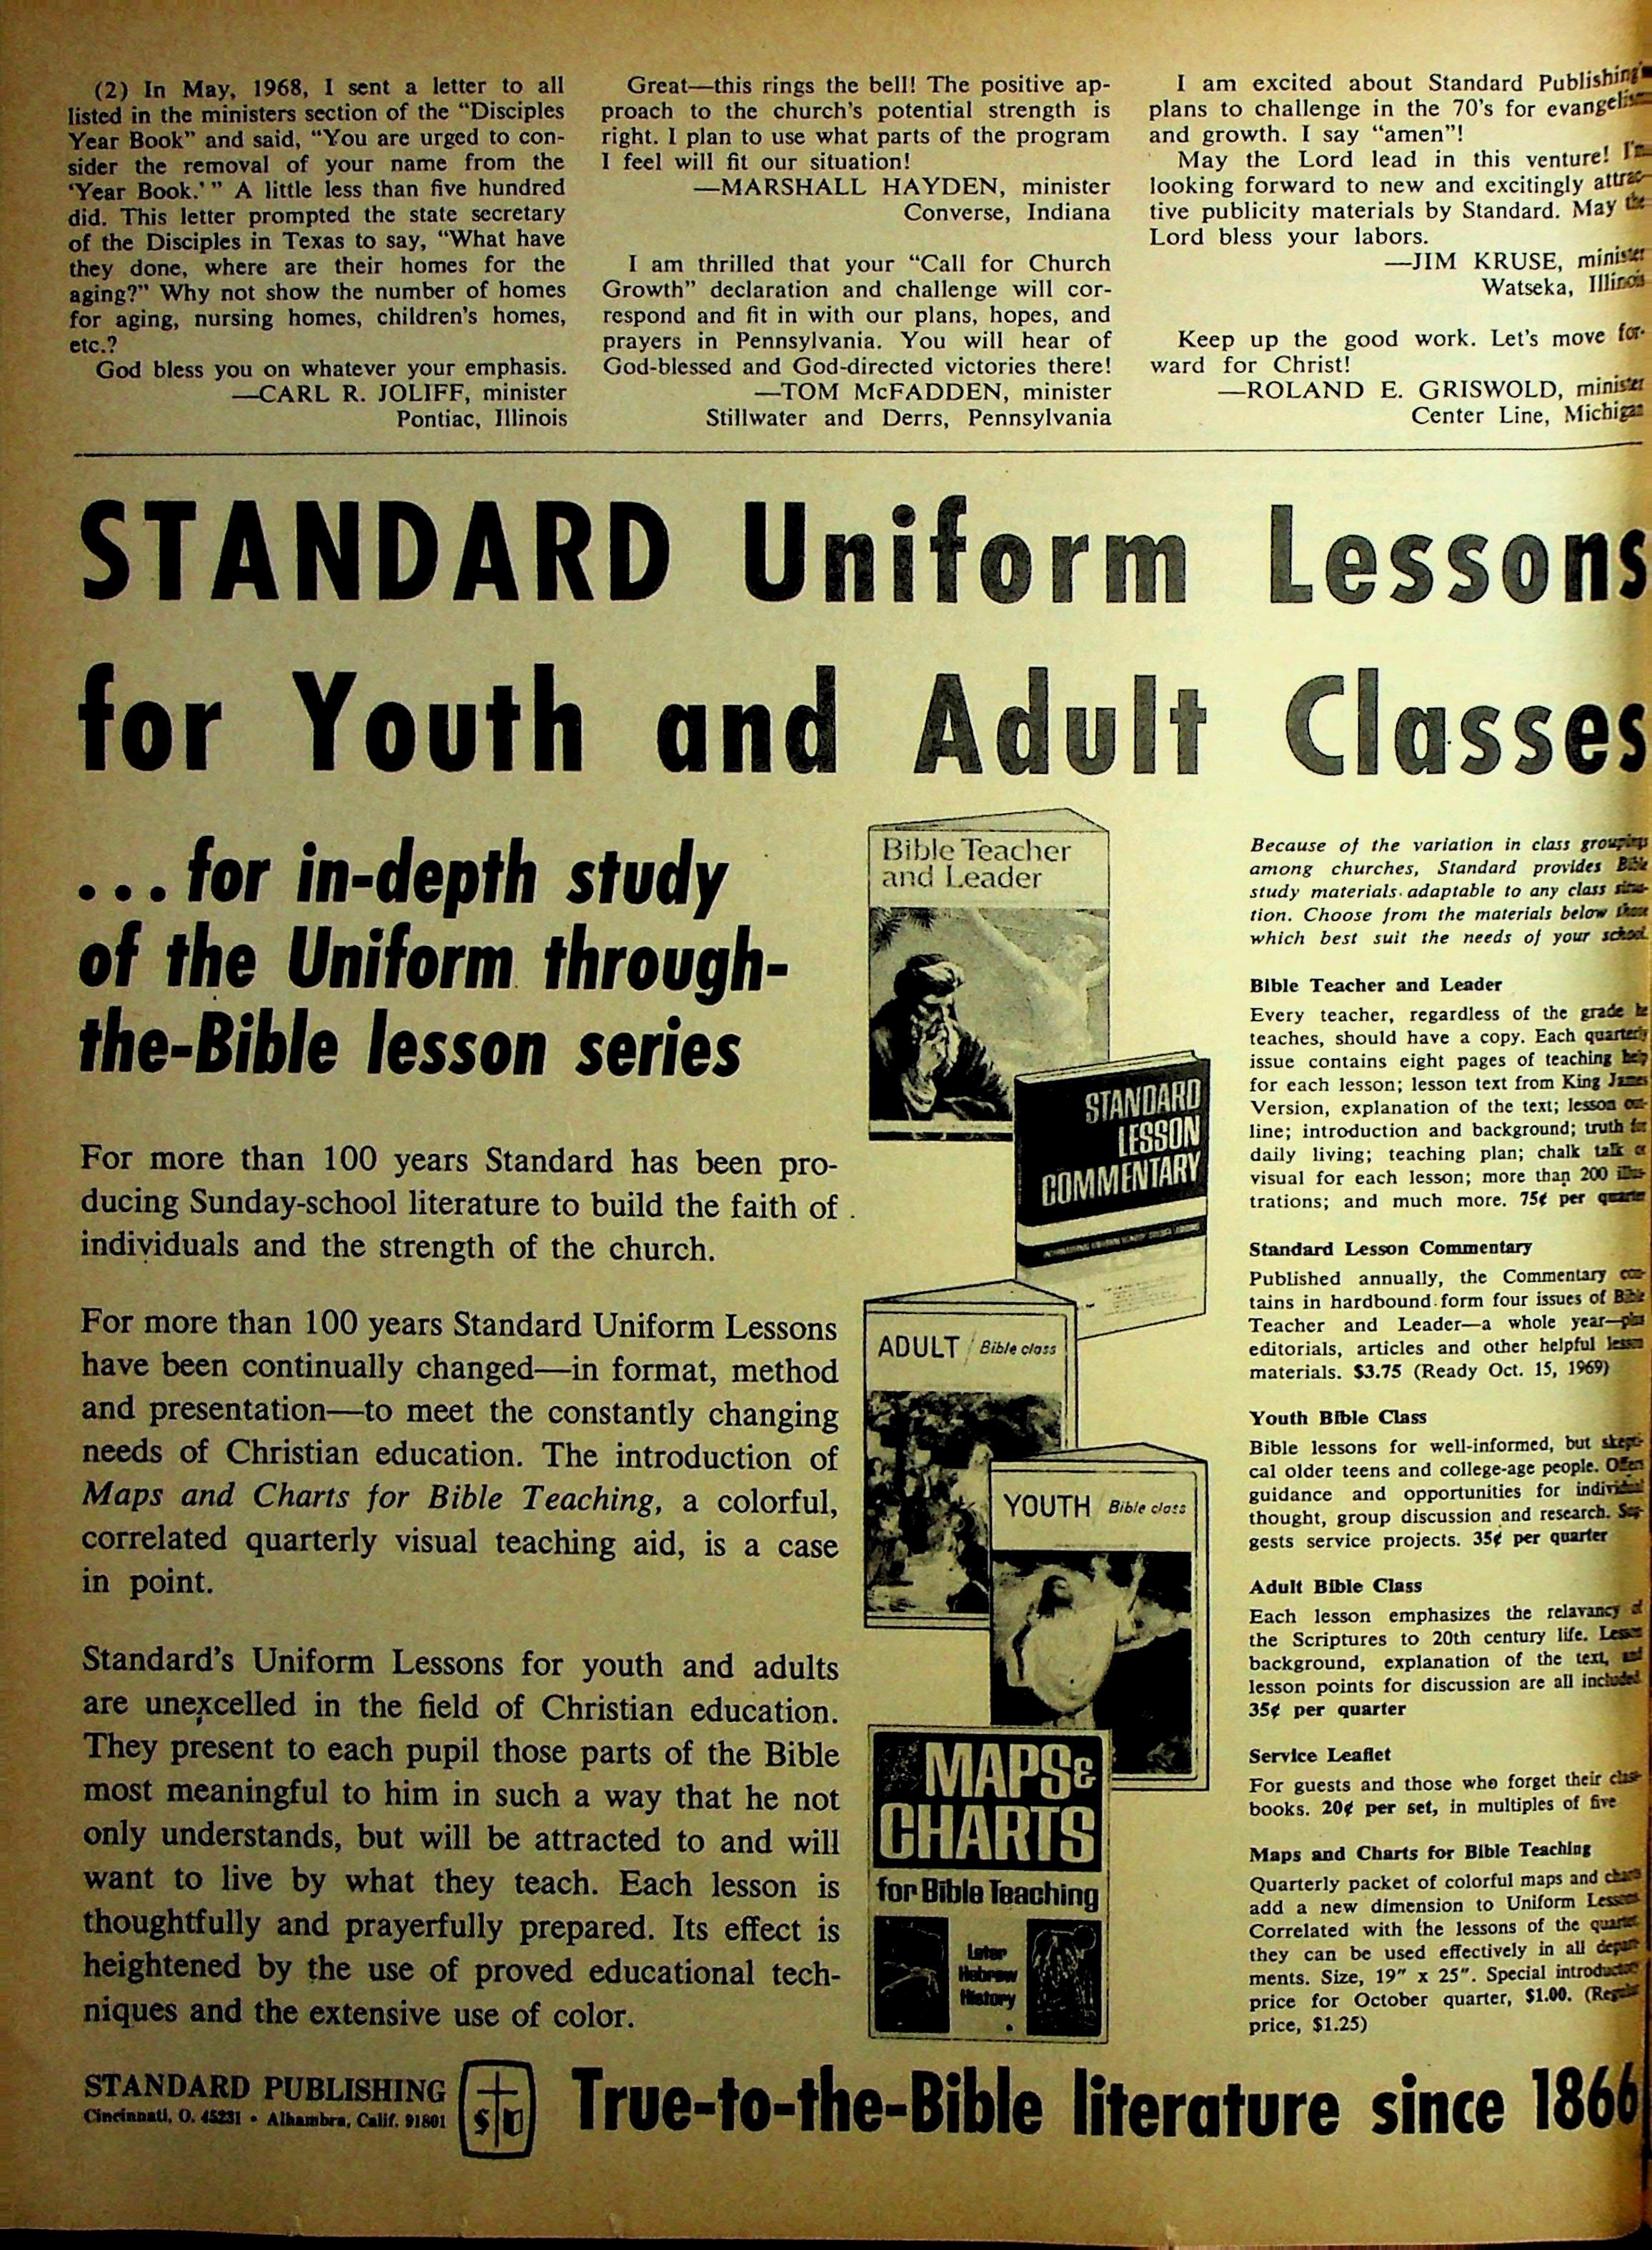 (2) In May, 1968, I sent a letter to all
listed in the ministers section of the “Disciples
Year Book” and said, “You are urged to con-
sider the removal of your name from the
‘Year Book.’ ” A little less than five hundred
did. This letter prompted the state secretary
of the Disciples in Texas to say, “What have
they done, where are their homes for the
aging?” Why not show the number of homes
for aging, nursing homes, children’s homes,
etc.?
God bless you on whatever your emphasis.
—CARL R. JOLIFF, minister
Pontiac, Illinois
Great—this rings the bell! The positive ap-
proach to the church’s potential strength is
right. I plan to use what parts of the program
I feel will fit our situation!
—MARSHALL HAYDEN, minister
Converse, Indiana
I am thrilled that your “Call for Church
Growth” declaration and challenge will cor-
respond and fit in with our plans, hopes, and
prayers in Pennsylvania. You will hear of
God-blessed and God-directed victories there!
—TOM McFADDEN, minister
Stillwater and Derrs, Pennsylvania
I am excited about Standard Publishing’s
plans to challenge in the 70’s for evangelism
and growth. I say “amen”!
May the Lord lead in this venture! I’m
looking forward to new and excitingly attrac-
tive publicity materials by Standard. May the
Lord bless your labors.
—JIM KRUSE, minister
Watseka, Illinois
Keep up the good work. Let’s move for-
ward for Christ!
—ROLAND E. GRISWOLD, minister
Center Line, Michigan
STANDARD Uniform Lessons
for Youth and Adult Classes
. . . for in-depth study
of the Uniform through-
the-Bible lesson series
For more than 100 years Standard has been pro-
ducing Sunday-school literature to build the faith of
individuals and the strength of the church.
For more than 100 years Standard Uniform Lessons
have been continually changed—in format, method
and presentation—to meet the constantly changing
needs of Christian education. The introduction of
Maps and Charts for Bible Teaching, a colorful,
correlated quarterly visual teaching aid, is a case
in point.
Standard’s Uniform Lessons for youth and adults
are unexcelled in the field of Christian education.
They present to each pupil those parts of the Bible
most meaningful to him in such a way that he not
only understands, but will be attracted to and will
want to live by what they teach. Each lesson is
thoughtfully and prayerfully prepared. Its effect is
heightened by the use of proved educational tech-
niques and the extensive use of color.
Bible Teacher
and Leader
STANDARD
LESSON
COMMENTARY
ADULT / Bible class
YOUTH / Bible class
MAPS &
CHARTS
for Bible Teaching
Later
Hebrew
History
Because of the variation in class groupings
among churches, Standard provides Bible
study materials adaptable to any class situa-
tion. Choose from the materials below those
which best suit the needs of your school.
Bible Teacher and Leader
Every teacher, regardless of the grade he
teaches, should have a copy. Each quarterly
issue contains eight pages of teaching help
for each lesson; lesson text from King James
Version, explanation of the text; lesson out-
line; introduction and background; truth for
daily living; teaching plan; chalk talk or
visual for each lesson; more than 200 illus-
trations; and much more. 75¢ per quarter
Standard Lesson Commentary
Published annually, the Commentary con-
tains in hardbound form four issues of Bible
Teacher and Leader—a whole year—plus
editorials, articles and other helpful lesson
materials. $3.75 (Ready Oct. 15, 1969)
Youth Bible Class
Bible lessons for well-informed, but skepti-
cal older teens and college-age people. Offers
guidance and opportunities for individual
thought, group discussion and research. Sug-
gests service projects. 35¢ per quarter
Adult Bible Class
Each lesson emphasizes the relavancy of
the Scriptures to 20th century life. Lesson
background, explanation of the text, and
lesson points for discussion are all included.
35¢ per quarter
Service Leaflet
For guests and those who forget their class
books. 20¢ per set, in multiples of five
Maps and Charts for Bible Teaching
Quarterly packet of colorful maps and charts
add a new dimension to Uniform Lessons.
Correlated with the lessons of the quarter,
they can be used effectively in all depart-
ments. Size, 19″ x 25″. Special introductory
price for October quarter, $1.00. (Regular
price, $1.25)
STANDARD PUBLISHING
Cincinnati, O. 45231 • Alhambra, Calif. 91801
True-to-the-Bible literature since 1866